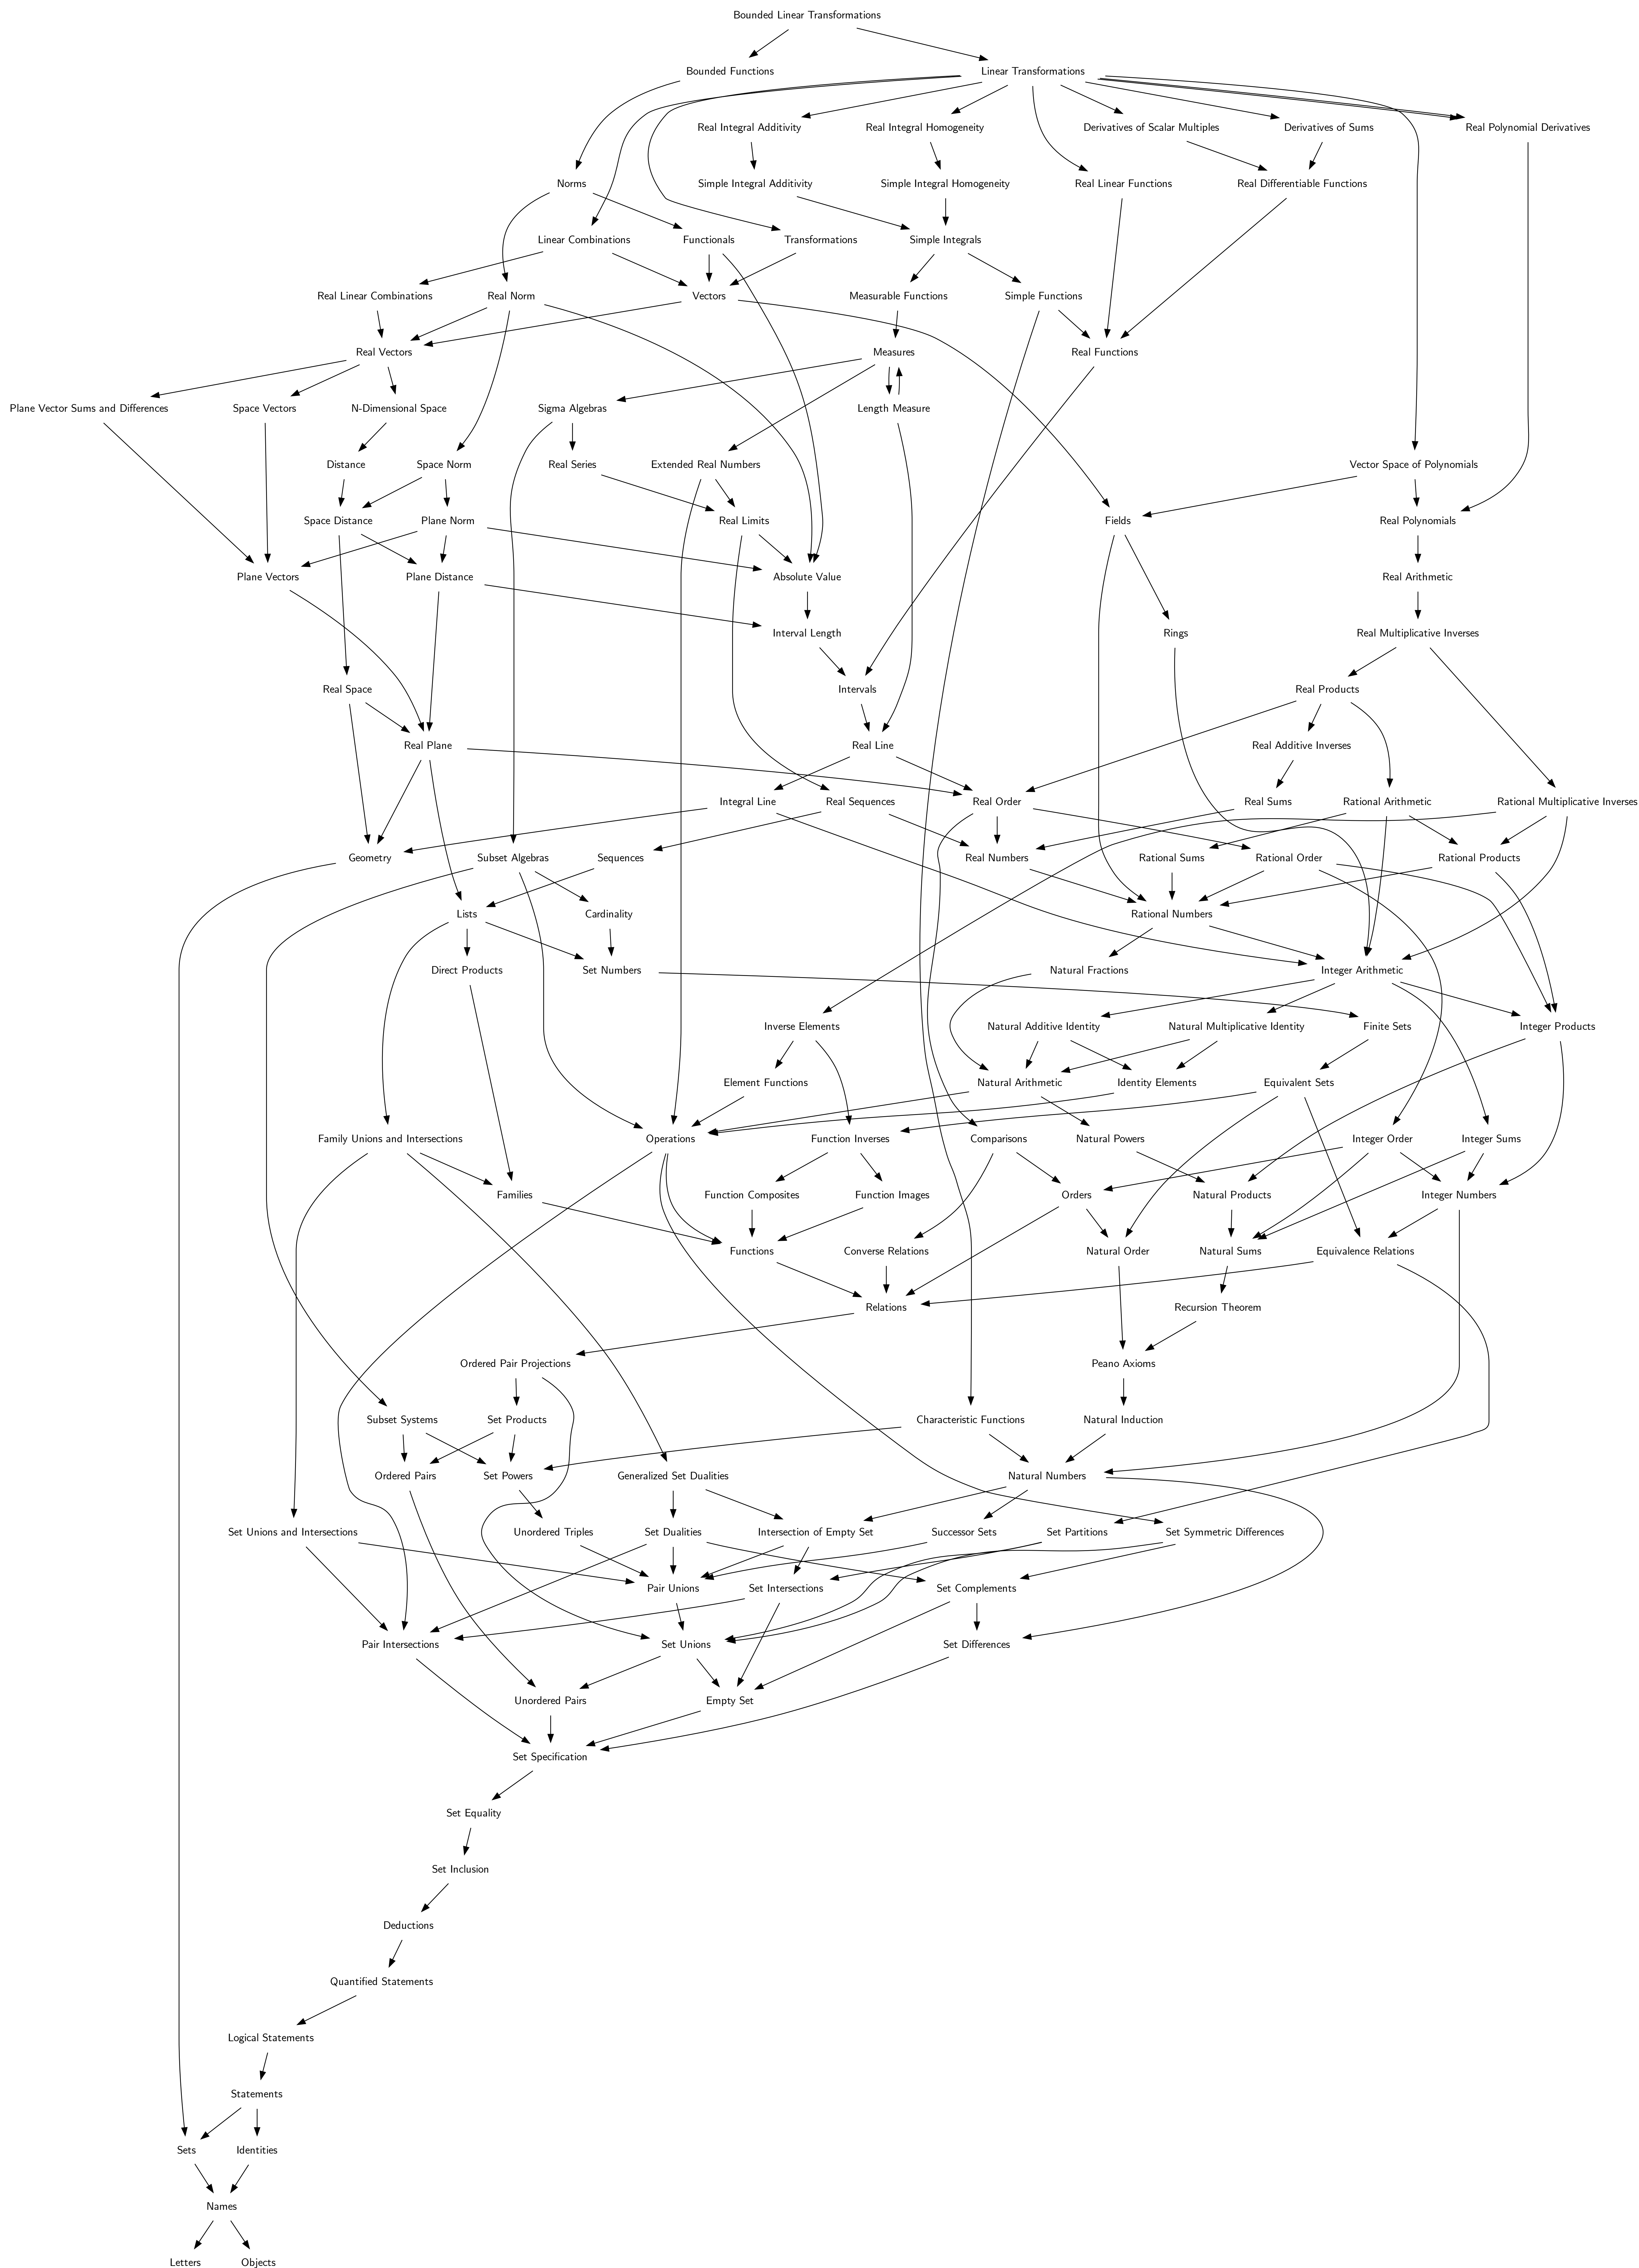 Bounded Linear Transformations
Bounded Functions
Linear Transformations
Real Integral Additivity
Real Integral Homogeneity
Derivatives of Scalar Multiples
Derivatives of Sums
Real Polynomial Derivatives
Norms
Simple Integral Additivity
Simple Integral Homogeneity
Real Linear Functions
Real Differentiable Functions
Linear Combinations
Functionals
Transformations
Simple Integrals
Real Linear Combinations
Real Norm
Vectors
Measurable Functions
Simple Functions
Real Vectors
Measures
Real Functions
Plane Vector Sums and Differences
Space Vectors
N-Dimensional Space
Sigma Algebras
Length Measure
Distance
Space Norm
Real Series
Extended Real Numbers
Vector Space of Polynomials
Space Distance
Plane Norm
Real Limits
Fields
Real Polynomials
Plane Vectors
Plane Distance
Absolute Value
Real Arithmetic
Interval Length
Rings
Real Multiplicative Inverses
Real Space
Intervals
Real Products
Real Plane
Real Line
Real Additive Inverses
Integral Line
Real Sequences
Real Order
Real Sums
Rational Arithmetic
Rational Multiplicative Inverses
Geometry
Subset Algebras
Sequences
Real Numbers
Rational Sums
Rational Order
Rational Products
Lists
Cardinality
Rational Numbers
Direct Products
Set Numbers
Natural Fractions
Integer Arithmetic
Inverse Elements
Natural Additive Identity
Natural Multiplicative Identity
Finite Sets
Integer Products
Element Functions
Natural Arithmetic
Identity Elements
Equivalent Sets
Family Unions and Intersections
Operations
Function Inverses
Comparisons
Natural Powers
Integer Order
Integer Sums
Families
Function Composites
Function Images
Orders
Natural Products
Integer Numbers
Functions
Converse Relations
Natural Order
Natural Sums
Equivalence Relations
Relations
Recursion Theorem
Ordered Pair Projections
Peano Axioms
Subset Systems
Set Products
Characteristic Functions
Natural Induction
Ordered Pairs
Set Powers
Generalized Set Dualities
Natural Numbers
Set Unions and Intersections
Unordered Triples
Set Dualities
Intersection of Empty Set
Successor Sets
Set Partitions
Set Symmetric Differences
Pair Unions
Set Intersections
Set Complements
Pair Intersections
Set Unions
Set Differences
Unordered Pairs
Empty Set
Set Specification
Set Equality
Set Inclusion
Deductions
Quantified Statements
Logical Statements
Statements
Sets
Identities
Names
Letters
Objects